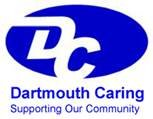 DC
Dartmouth Caring
Supporting Our Community